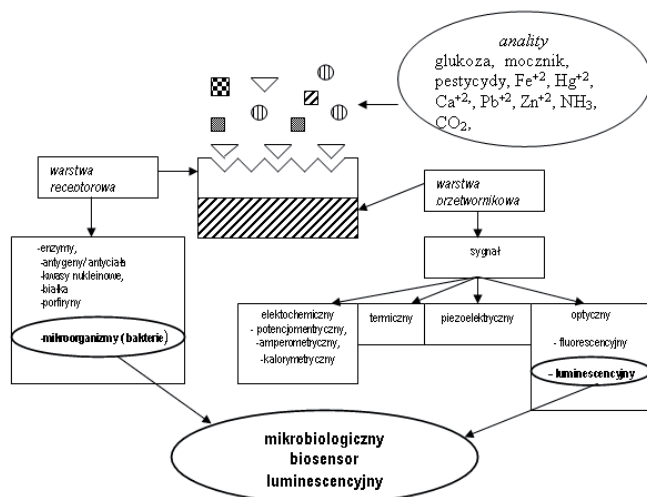 anality
glukoza, mocznik,
pestycydy, Fe⁺², Hg⁺²,
Ca⁺²·, Pb⁺², Zn⁺², NH₃,
CO₂,
warstwa
receptorowa
warstwa
przetwornikowa
-enzymy,
-antygeny/antyciała
-kwasy nukleinowe,
-białka
-porfiryny
-mikroorganizmy (bakterie)
sygnał
elektochemiczny
- potencjomentryczny,
-amperometryczny,
-kalorymetryczny
termiczny
piezoelektryczny
optyczny
- fluorescencyjny
- luminescencyjny
mikrobiologiczny
biosensor
luminescencyjny